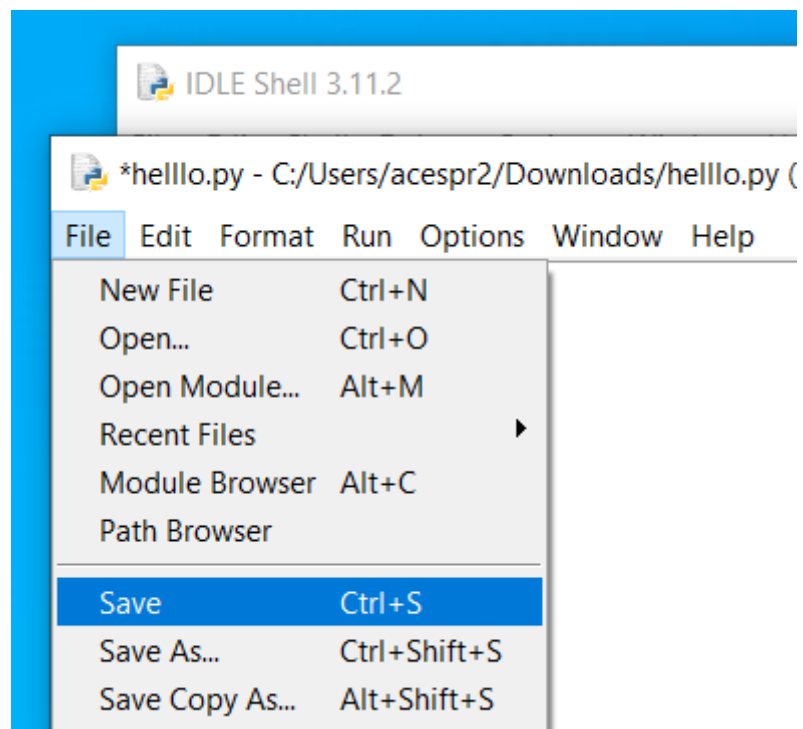 IDLE Shell 3.11.2
*helllo.py - C:/Users/acespr2/Downloads/helllo.py (
File Edit Format Run Options Window Help
New File Ctrl+N
Open... Ctrl+O
Open Module... Alt+M
Recent Files
Module Browser Alt+C
Path Browser
Save Ctrl+S
Save As... Ctrl+Shift+S
Save Copy As... Alt+Shift+S